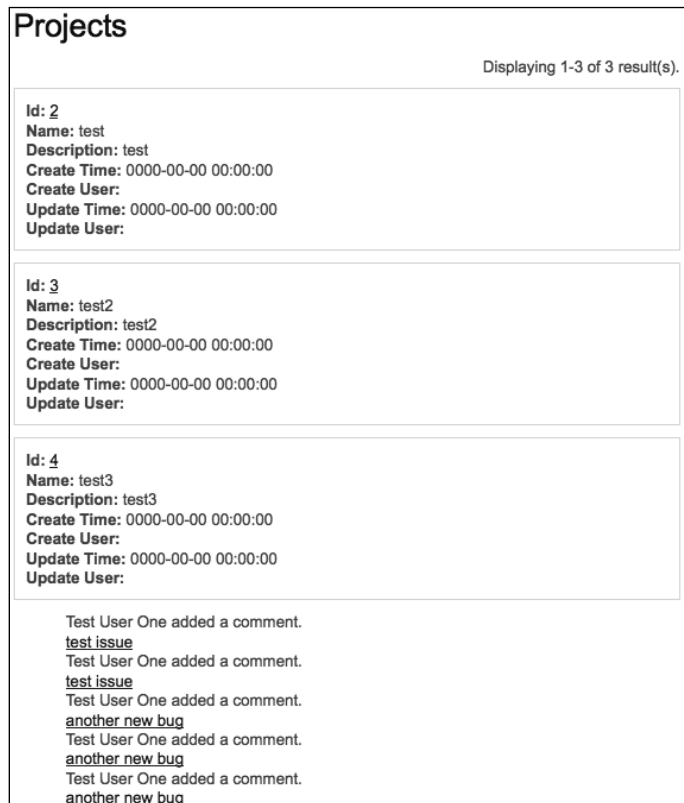 Projects
Displaying 1-3 of 3 result(s).
Id: 2
Name: test
Description: test
Create Time: 0000-00-00 00:00:00
Create User:
Update Time: 0000-00-00 00:00:00
Update User:
Id: 3
Name: test2
Description: test2
Create Time: 0000-00-00 00:00:00
Create User:
Update Time: 0000-00-00 00:00:00
Update User:
Id: 4
Name: test3
Description: test3
Create Time: 0000-00-00 00:00:00
Create User:
Update Time: 0000-00-00 00:00:00
Update User:
Test User One added a comment.
test issue
Test User One added a comment.
test issue
Test User One added a comment.
another new bug
Test User One added a comment.
another new bug
Test User One added a comment.
another new bug